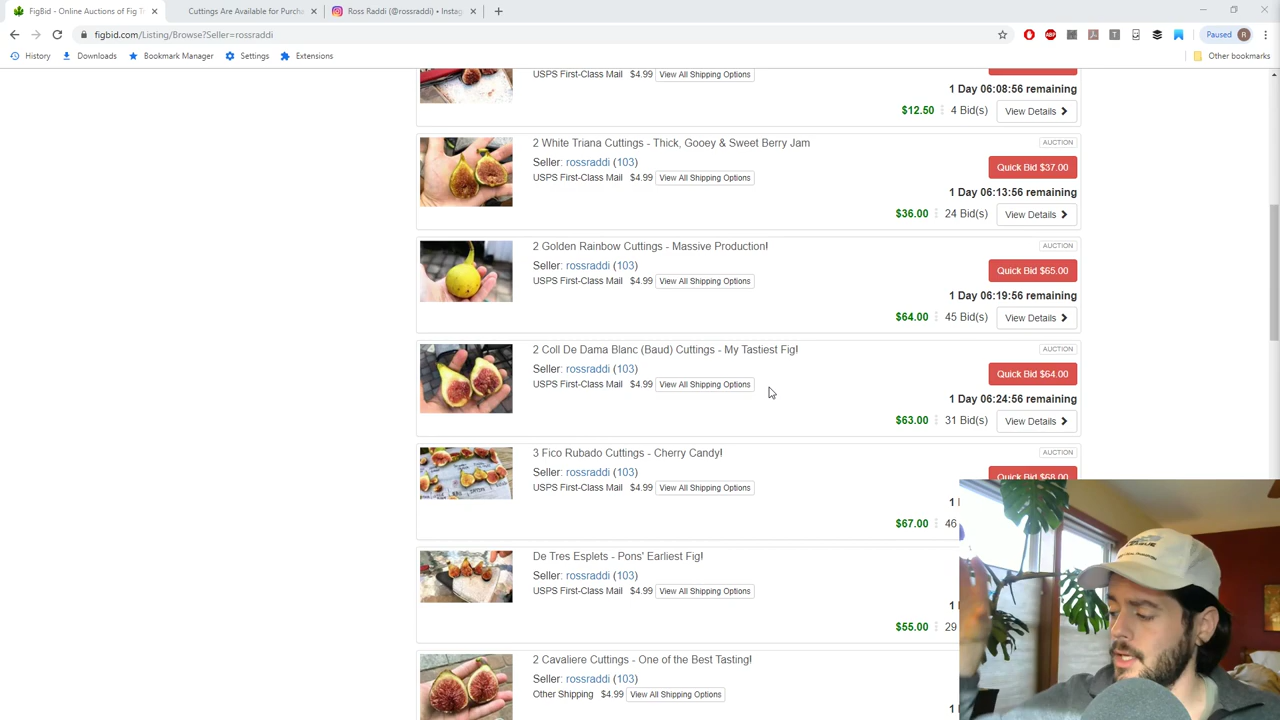 FigBid - Online Auctions of Fig Tr
Cuttings Are Available for Purcha
Ross Raddi (@rossraddi) • Instag
figbid.com/Listing/Browse?Seller=rossraddi
Paused
R
History
Downloads
Bookmark Manager
Settings
Extensions
Other bookmarks
USPS First-Class Mail $4.99 View All Shipping Options
1 Day 06:08:56 remaining
$12.50 4 Bid(s) View Details
2 White Triana Cuttings - Thick, Gooey & Sweet Berry Jam
AUCTION
Seller: rossraddi (103)
Quick Bid $37.00
USPS First-Class Mail $4.99 View All Shipping Options
1 Day 06:13:56 remaining
$36.00 24 Bid(s) View Details
2 Golden Rainbow Cuttings - Massive Production!
AUCTION
Seller: rossraddi (103)
Quick Bid $65.00
USPS First-Class Mail $4.99 View All Shipping Options
1 Day 06:19:56 remaining
$64.00 45 Bid(s) View Details
2 Coll De Dama Blanc (Baud) Cuttings - My Tastiest Fig!
AUCTION
Seller: rossraddi (103)
Quick Bid $64.00
USPS First-Class Mail $4.99 View All Shipping Options
1 Day 06:24:56 remaining
$63.00 31 Bid(s) View Details
3 Fico Rubado Cuttings - Cherry Candy!
AUCTION
Seller: rossraddi (103)
Quick Bid $68.00
USPS First-Class Mail $4.99 View All Shipping Options
1
$67.00 46
De Tres Esplets - Pons' Earliest Fig!
Seller: rossraddi (103)
USPS First-Class Mail $4.99 View All Shipping Options
1
$55.00 29
2 Cavaliere Cuttings - One of the Best Tasting!
Seller: rossraddi (103)
Other Shipping $4.99 View All Shipping Options
1